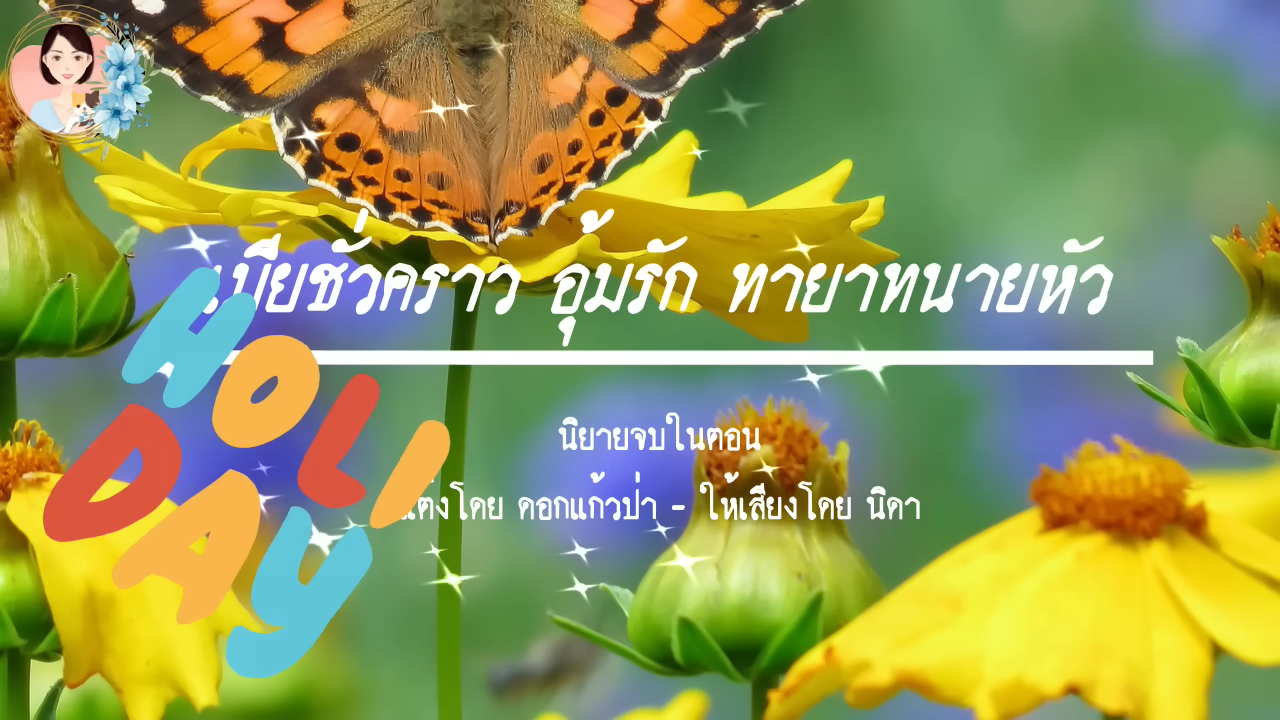 เมียชั่วคราว อุ้มรัก ทายาทนายหัว
HOLI
DAY
นิยายจบในตอน
แต่งโดย ดอกแก้วป่า - ให้เสียงโดย นิดา